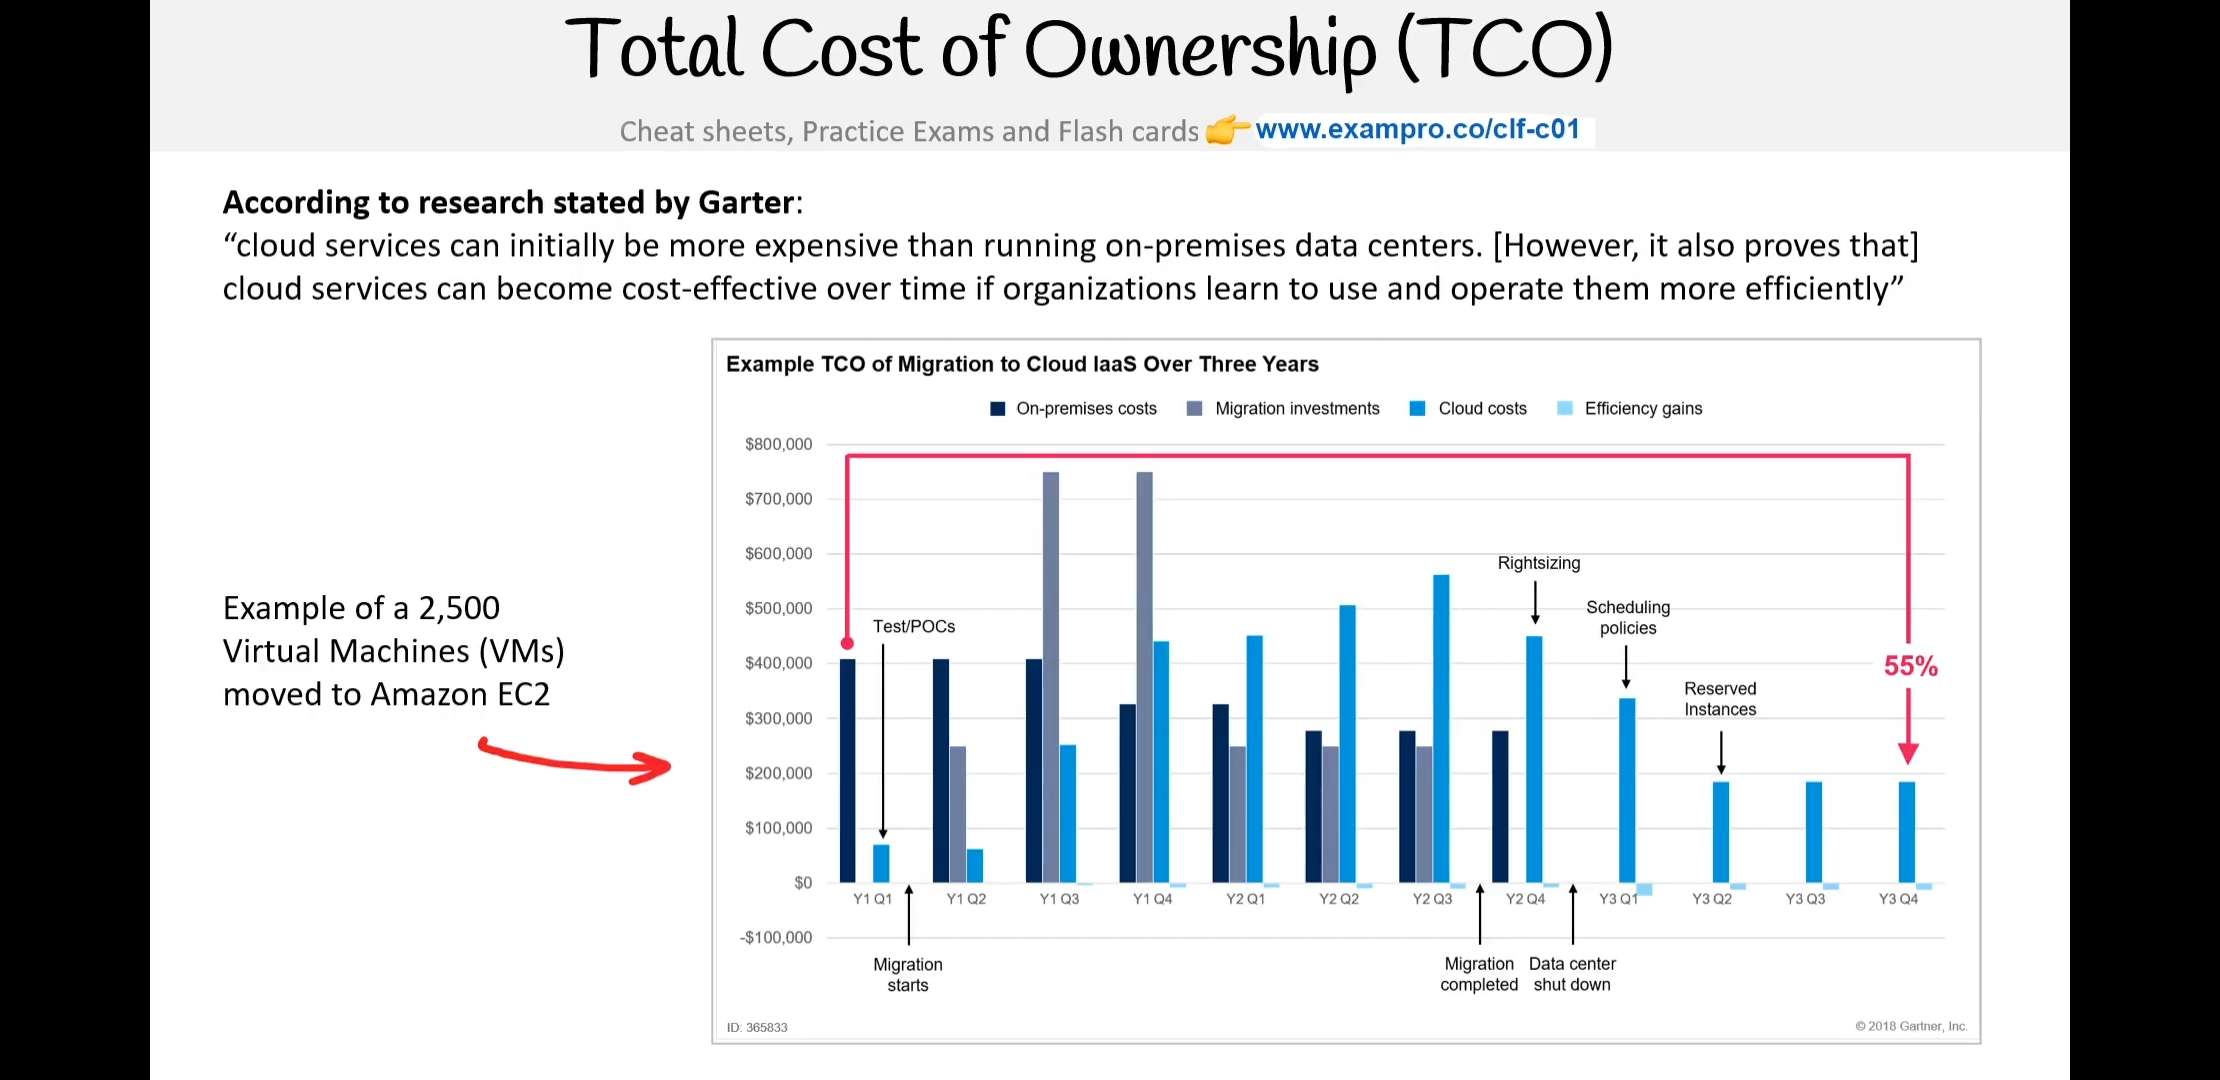 Total Cost of Ownership (TCO)
Cheat sheets, Practice Exams and Flash cards 👉 www.exampro.co/clf-c01
According to research stated by Garter:
“cloud services can initially be more expensive than running on-premises data centers. [However, it also proves that]
cloud services can become cost-effective over time if organizations learn to use and operate them more efficiently”
Example of a 2,500
Virtual Machines (VMs)
moved to Amazon EC2
Example TCO of Migration to Cloud IaaS Over Three Years
On-premises costs Migration investments Cloud costs Efficiency gains
$800,000
$700,000
$600,000
$500,000
$400,000
$300,000
$200,000
$100,000
$0
-$100,000
Test/POCs
Rightsizing
Scheduling
policies
Reserved
Instances
55%
Y1 Q1 Y1 Q2 Y1 Q3 Y1 Q4 Y2 Q1 Y2 Q2 Y2 Q3 Y2 Q4 Y3 Q1 Y3 Q2 Y3 Q3 Y3 Q4
Migration
starts
Migration
completed
Data center
shut down
ID: 365833
© 2018 Gartner, Inc.